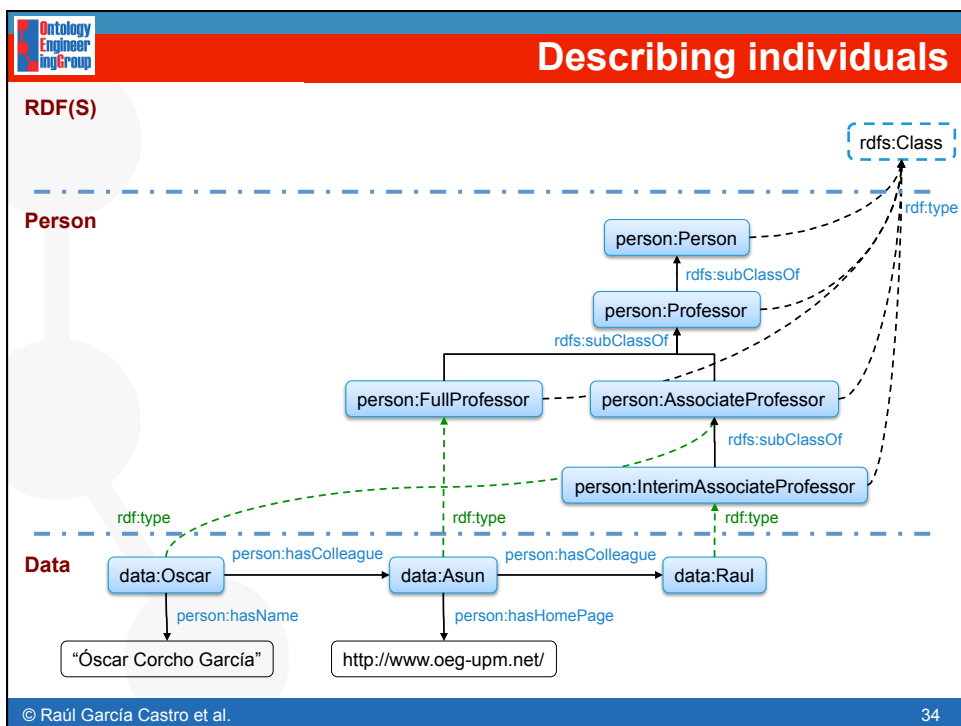 Ontology
Engineer
ingGroup
Describing individuals
RDF(S)
rdfs:Class
Person
rdf:type
person:Person
rdfs:subClassOf
person:Professor
rdfs:subClassOf
person:FullProfessor
person:AssociateProfessor
rdfs:subClassOf
person:InterimAssociateProfessor
rdf:type
rdf:type
rdf:type
Data
person:hasColleague
person:hasColleague
data:Oscar
data:Asun
data:Raul
person:hasName
person:hasHomePage
“Óscar Corcho García”
http://www.oeg-upm.net/
© Raúl García Castro et al.
34